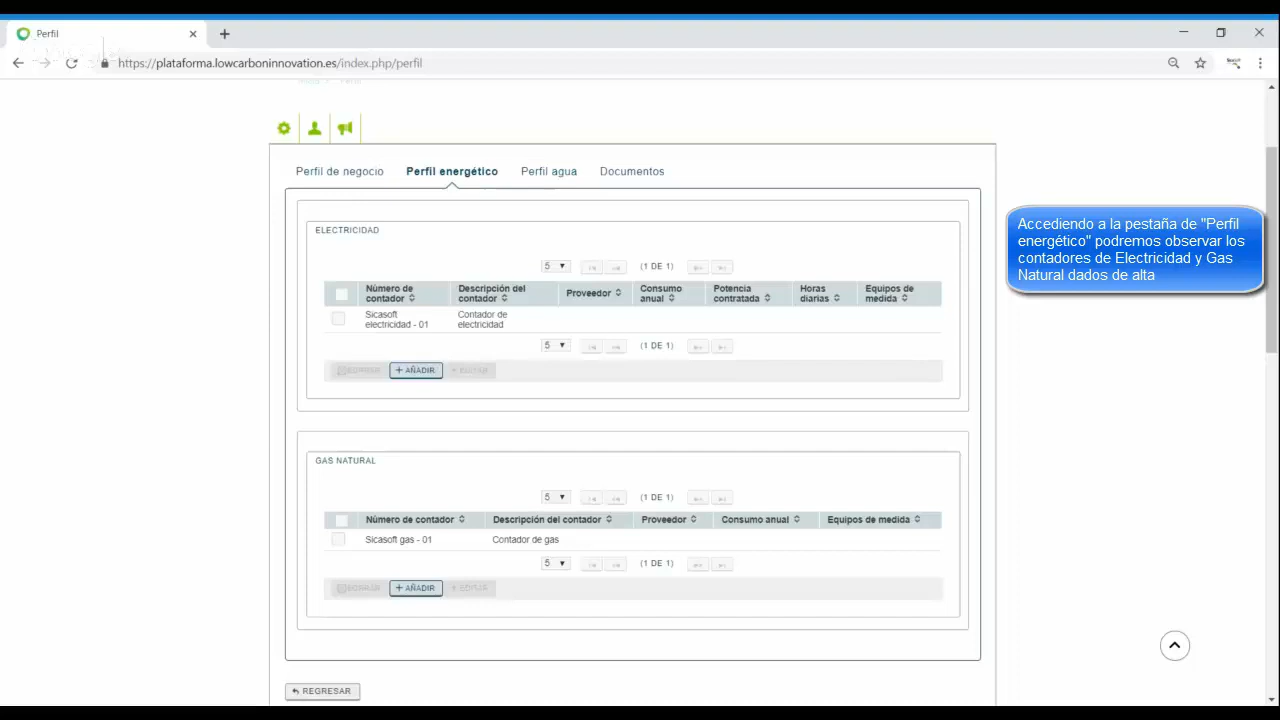 Perfil
https://plataforma.lowcarboninnovation.es/index.php/perfil
Perfil de negocio Perfil energético Perfil agua Documentos
Accediendo a la pestaña de "Perfil
energético" podremos observar los
contadores de Electricidad y Gas
Natural dados de alta
ELECTRICIDAD
5 (1 DE 1)
Número de
contador
Descripción del
contador
Proveedor
Consumo
anual
Potencia
contratada
Horas
diarias
Equipos de
medida
Sicasoft
electricidad - 01
Contador de
electricidad
5 (1 DE 1)
BORRAR + AÑADIR EDITAR
GAS NATURAL
5 (1 DE 1)
Número de contador Descripción del contador Proveedor Consumo anual Equipos de medida
Sicasoft gas - 01 Contador de gas
5 (1 DE 1)
BORRAR + AÑADIR EDITAR
REGRESAR